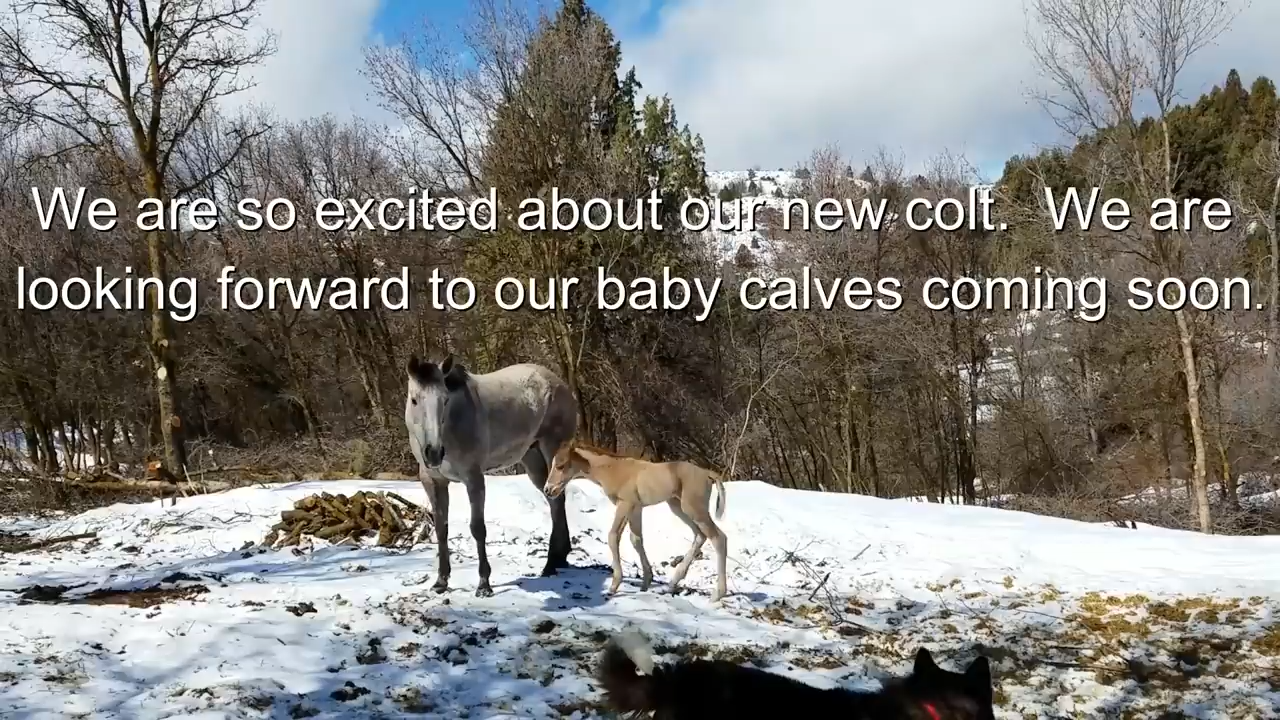 We are so excited about our new colt.  We are
looking forward to our baby calves coming soon.